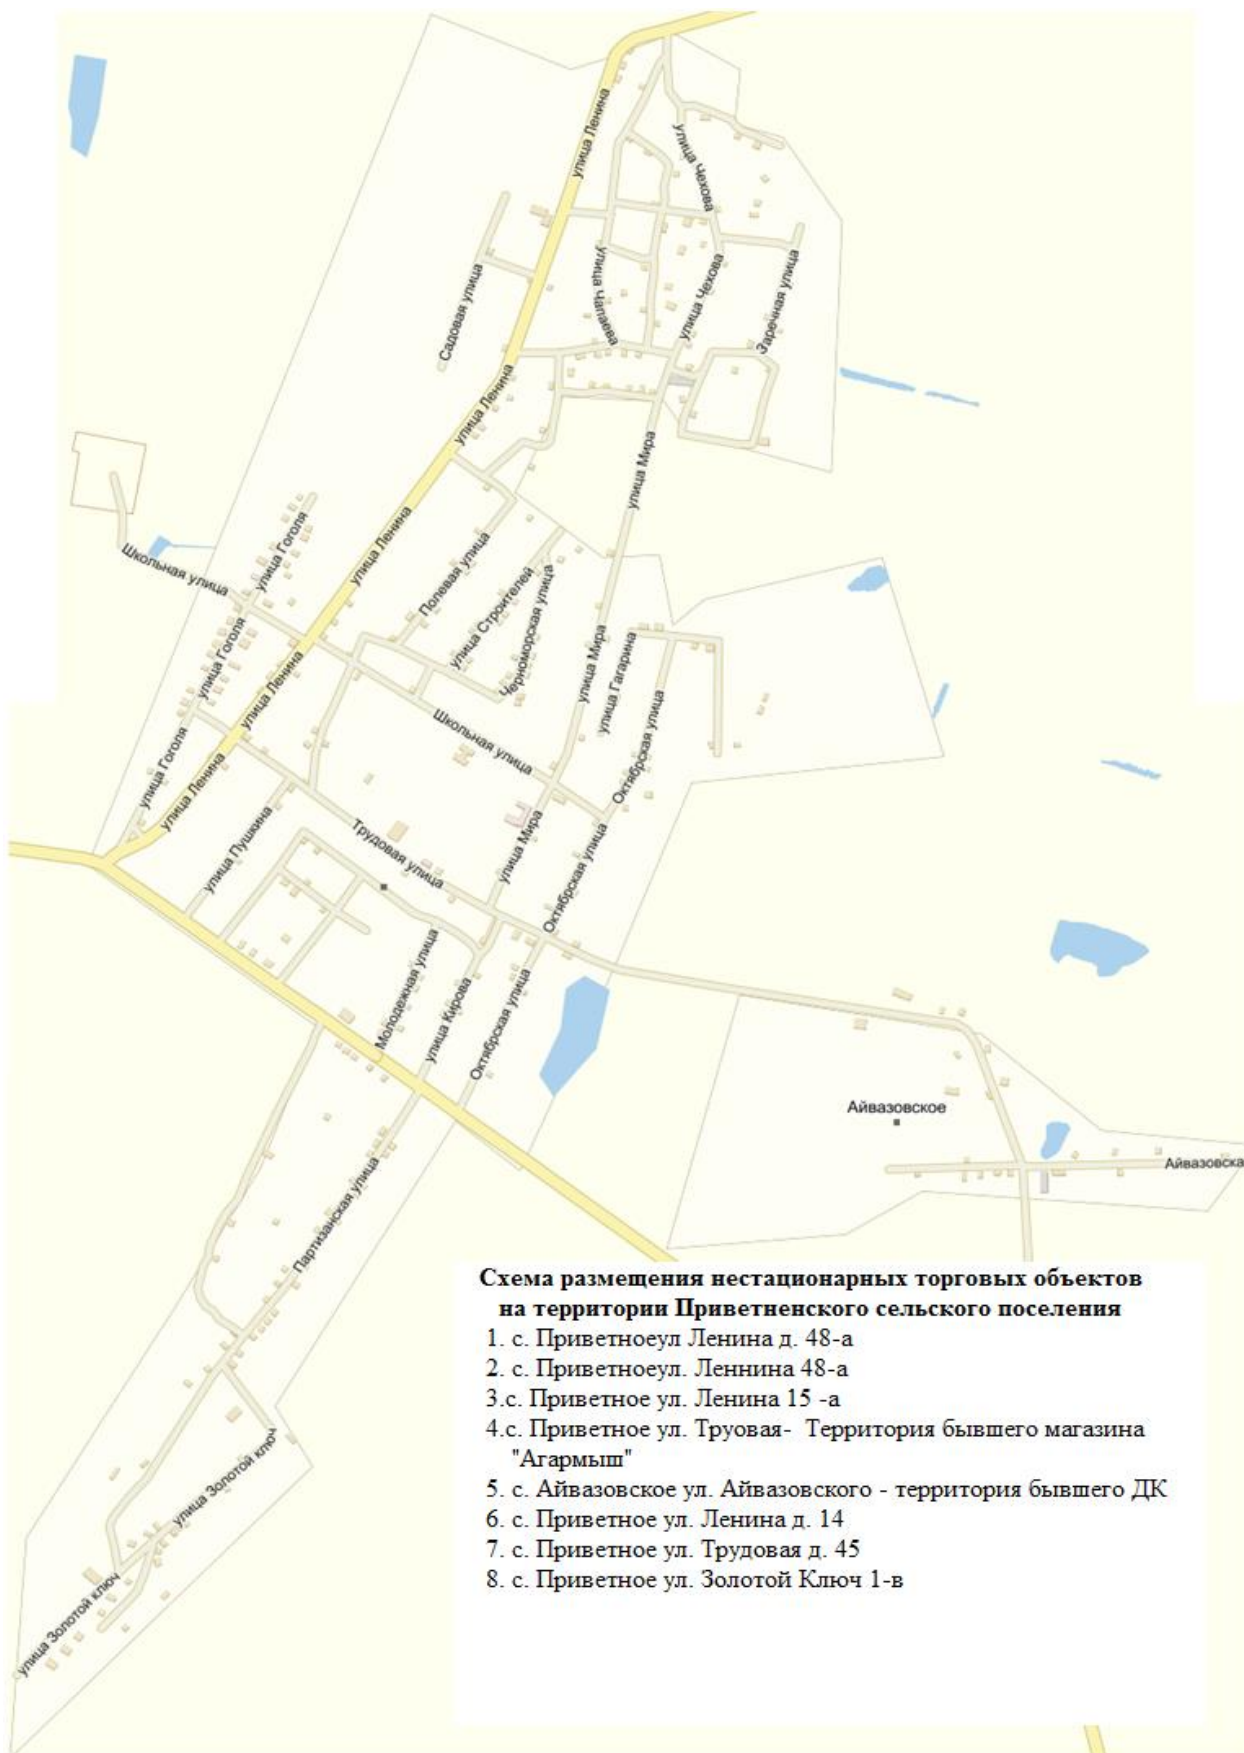 улица Ленина
улица Чехова
Садовая улица
улица Чапаева
улица Чехова
Заречная улица
улица Ленина
улица Мира
улица Ленина
Школьная улица
улица Гоголя
Полевая улица
улица Строителей
Черноморская улица
улица Гоголя
улица Ленина
улица Мира
улица Гагарина
Октябрьская улица
Школьная улица
улица Гоголя
улица Ленина
улица Пушкина
Трудовая улица
улица Мира
Октябрская улица
Молодежная улица
улица Кирова
Октябрская улица
Айвазовское
Айвазовска
Партизанская улица
улица Золотой ключ
улица Золотой ключ
Схема размещения нестационарных торговых объектов
на территории Приветненского сельского поселения
1. с. Приветноеул Ленина д. 48-а
2. с. Приветноеул. Леннина 48-а
3.с. Приветное ул. Ленина 15 -а
4.с. Приветное ул. Труовая- Территория бывшего магазина
"Агармыш"
5. с. Айвазовское ул. Айвазовского - территория бывшего ДК
6. с. Приветное ул. Ленина д. 14
7. с. Приветное ул. Трудовая д. 45
8. с. Приветное ул. Золотой Ключ 1-в